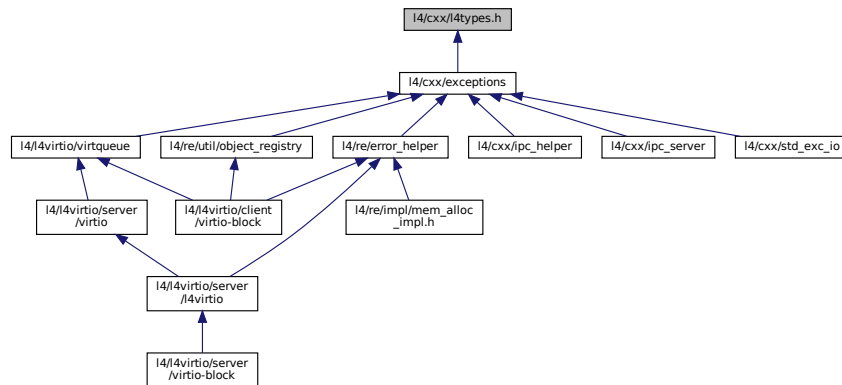 l4/cxx/l4types.h
l4/cxx/exceptions
l4/l4virtio/virtqueue
l4/re/util/object_registry
l4/re/error_helper
l4/cxx/ipc_helper
l4/cxx/ipc_server
l4/cxx/std_exc_io
l4/l4virtio/server
/virtio
l4/l4virtio/client
/virtio-block
l4/re/impl/mem_alloc
_impl.h
l4/l4virtio/server
/l4virtio
l4/l4virtio/server
/virtio-block